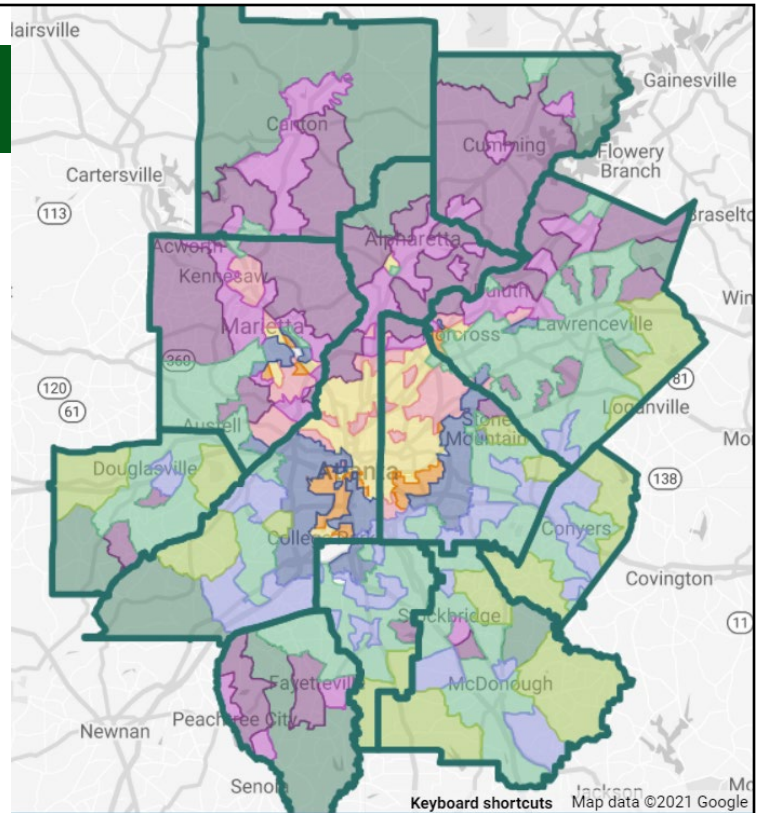 lairsville
Gainesville
Canton
Cumming
Flowery
Branch
Cartersville
113
Braselto
Acworth
Alpharetta
Kennesaw
Duluth
Win
Marietta
orcross
Lawrenceville
360
120
61
81
Loganville
Austell
Stone
Mountain
Mo
Douglasville
Atlanta
138
College Park
Conyers
Covington
11
Stockbridge
Fayetteville
McDonough
Peachtree City
Newnan
Senoia
Jackson
Mo
Keyboard shortcuts Map data ©2021 Google